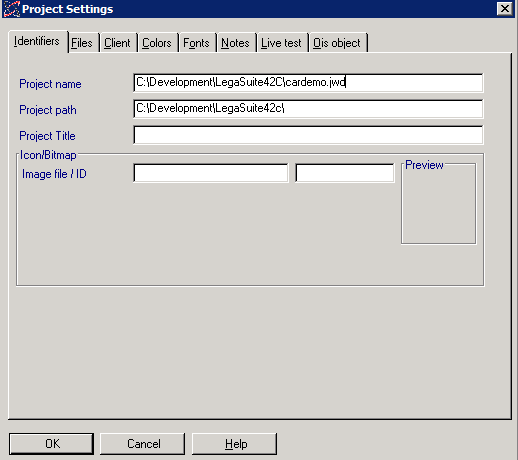 Project Settings
Identifiers Files Client Colors Fonts Notes Live test Ois object
Project name C:\Development\LegaSuite42C\cardemo.jwd
Project path C:\Development\LegaSuite42c\
Project Title
Icon/Bitmap
Image file / ID Preview
OK Cancel Help